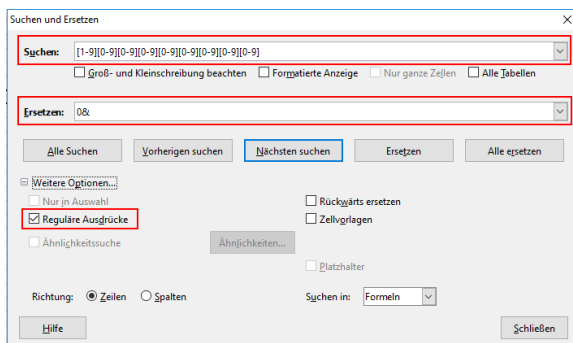 Suchen und Ersetzen
Suchen: [1-9][0-9][0-9][0-9][0-9][0-9][0-9][0-9][0-9]
Groß- und Kleinschreibung beachten Formatierte Anzeige Nur ganze Zellen Alle Tabellen
Ersetzen: 0&
Alle Suchen Vorherigen suchen Nächsten suchen Ersetzen Alle ersetzen
Weitere Optionen...
Nur in Auswahl Rückwärts ersetzen
Reguläre Ausdrücke Zellvorlagen
Ähnlichkeitssuche Ähnlichkeiten...
Platzhalter
Richtung: Zeilen Spalten Suchen in: Formeln
Hilfe Schließen